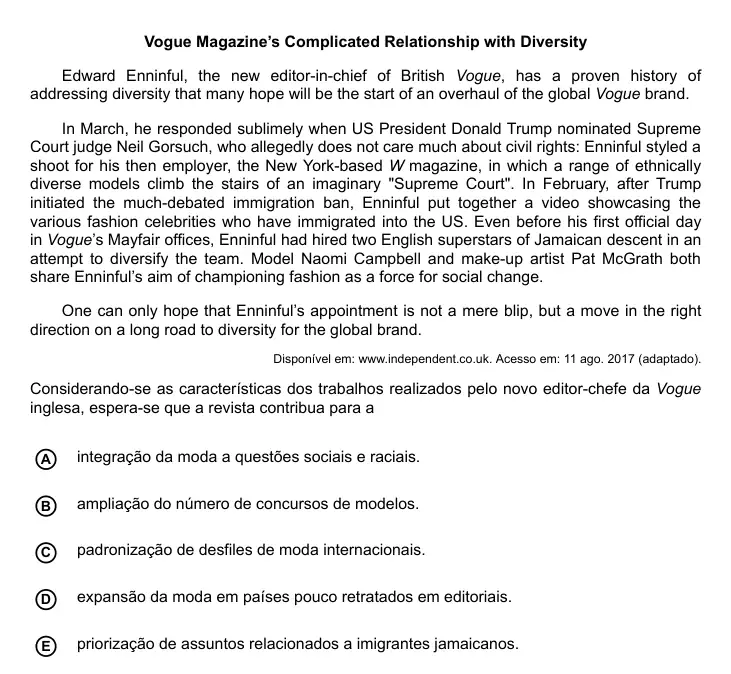 Vogue Magazine's Complicated Relationship with Diversity
Edward Enninful, the new editor-in-chief of British Vogue, has a proven history of
addressing diversity that many hope will be the start of an overhaul of the global Vogue brand.
In March, he responded sublimely when US President Donald Trump nominated Supreme
Court judge Neil Gorsuch, who allegedly does not care much about civil rights: Enninful styled a
shoot for his then employer, the New York-based W magazine, in which a range of ethnically
diverse models climb the stairs of an imaginary "Supreme Court". In February, after Trump
initiated the much-debated immigration ban, Enninful put together a video showcasing the
various fashion celebrities who have immigrated into the US. Even before his first official day
in Vogue's Mayfair offices, Enninful had hired two English superstars of Jamaican descent in an
attempt to diversify the team. Model Naomi Campbell and make-up artist Pat McGrath both
share Enninful's aim of championing fashion as a force for social change.
One can only hope that Enninful's appointment is not a mere blip, but a move in the right
direction on a long road to diversity for the global brand.
Disponível em: www.independent.co.uk. Acesso em: 11 ago. 2017 (adaptado).
Considerando-se as características dos trabalhos realizados pelo novo editor-chefe da Vogue
inglesa, espera-se que a revista contribua para a
A integração da moda a questões sociais e raciais.
B ampliação do número de concursos de modelos.
C padronização de desfiles de moda internacionais.
D expansão da moda em países pouco retratados em editoriais.
E priorização de assuntos relacionados a imigrantes jamaicanos.